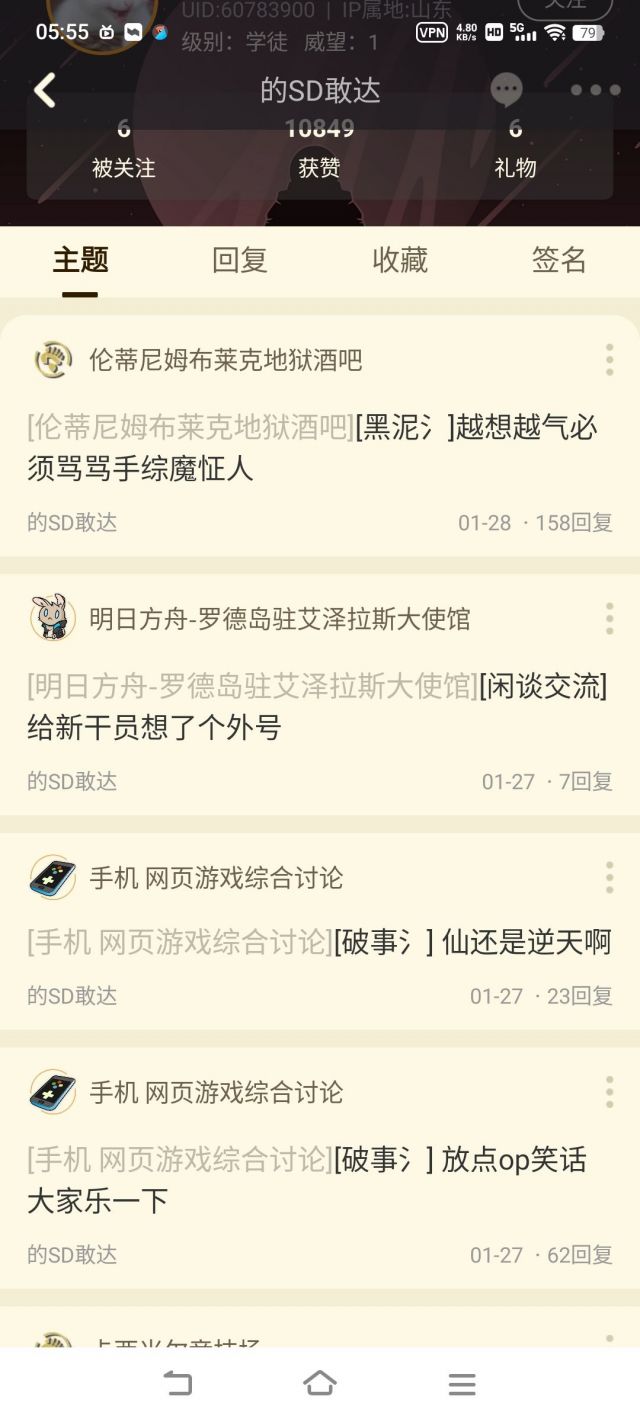 UID:60783900 | IP属地:山东
关注
05:55
VPN 4.80 KB/s HD 5G 79
级别：学徒 威望：1
的SD敢达
6 10849 6
被关注 获赞 礼物
主题 回复 收藏 签名
伦蒂尼姆布莱克地狱酒吧
[伦蒂尼姆布莱克地狱酒吧][黑泥氵]越想越气必
须骂骂手综魔怔人
的SD敢达 01-28 · 158回复
明日方舟-罗德岛驻艾泽拉斯大使馆
[明日方舟-罗德岛驻艾泽拉斯大使馆][闲谈交流]
给新干员想了个外号
的SD敢达 01-27 · 7回复
手机 网页游戏综合讨论
[手机 网页游戏综合讨论][破事氵] 仙还是逆天啊
的SD敢达 01-27 · 23回复
手机 网页游戏综合讨论
[手机 网页游戏综合讨论][破事氵] 放点op笑话
大家乐一下
的SD敢达 01-27 · 62回复